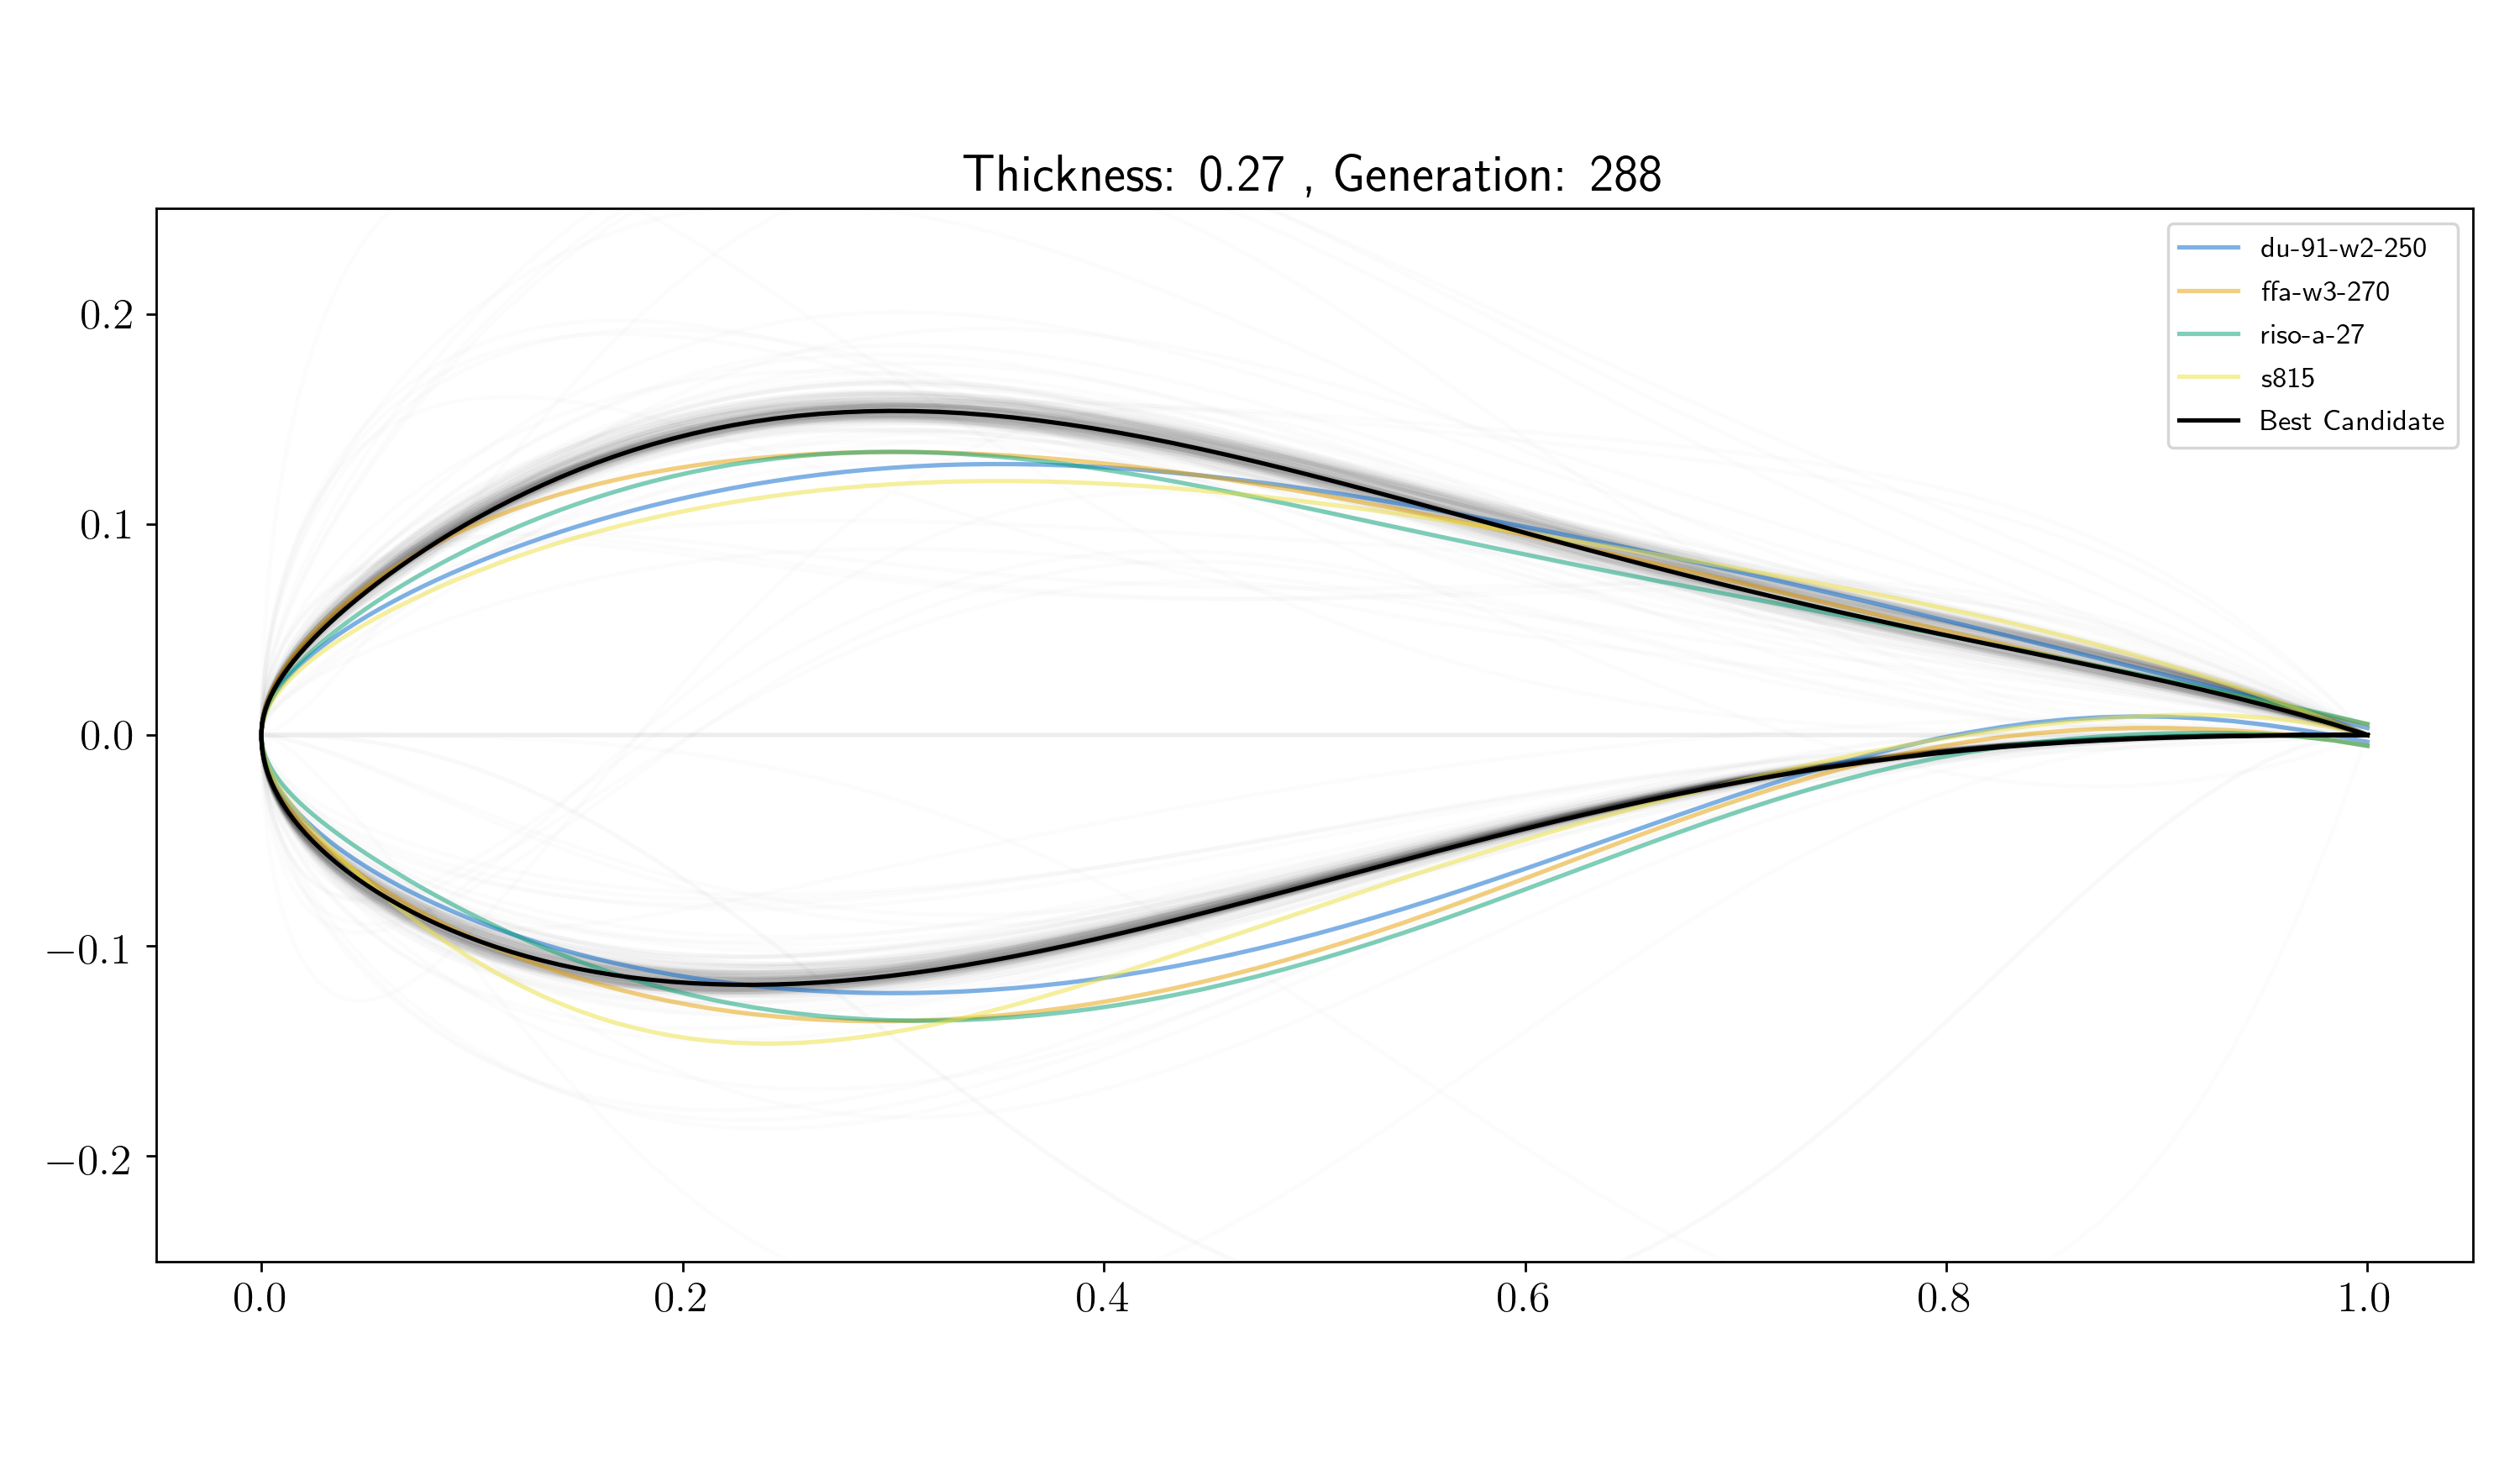 Thickness: 0.27 , Generation: 288
du-91-w2-250
ffa-w3-270
riso-a-27
s815
Best Candidate
0.2
0.1
0.0
−0.1
−0.2
0.0 0.2 0.4 0.6 0.8 1.0